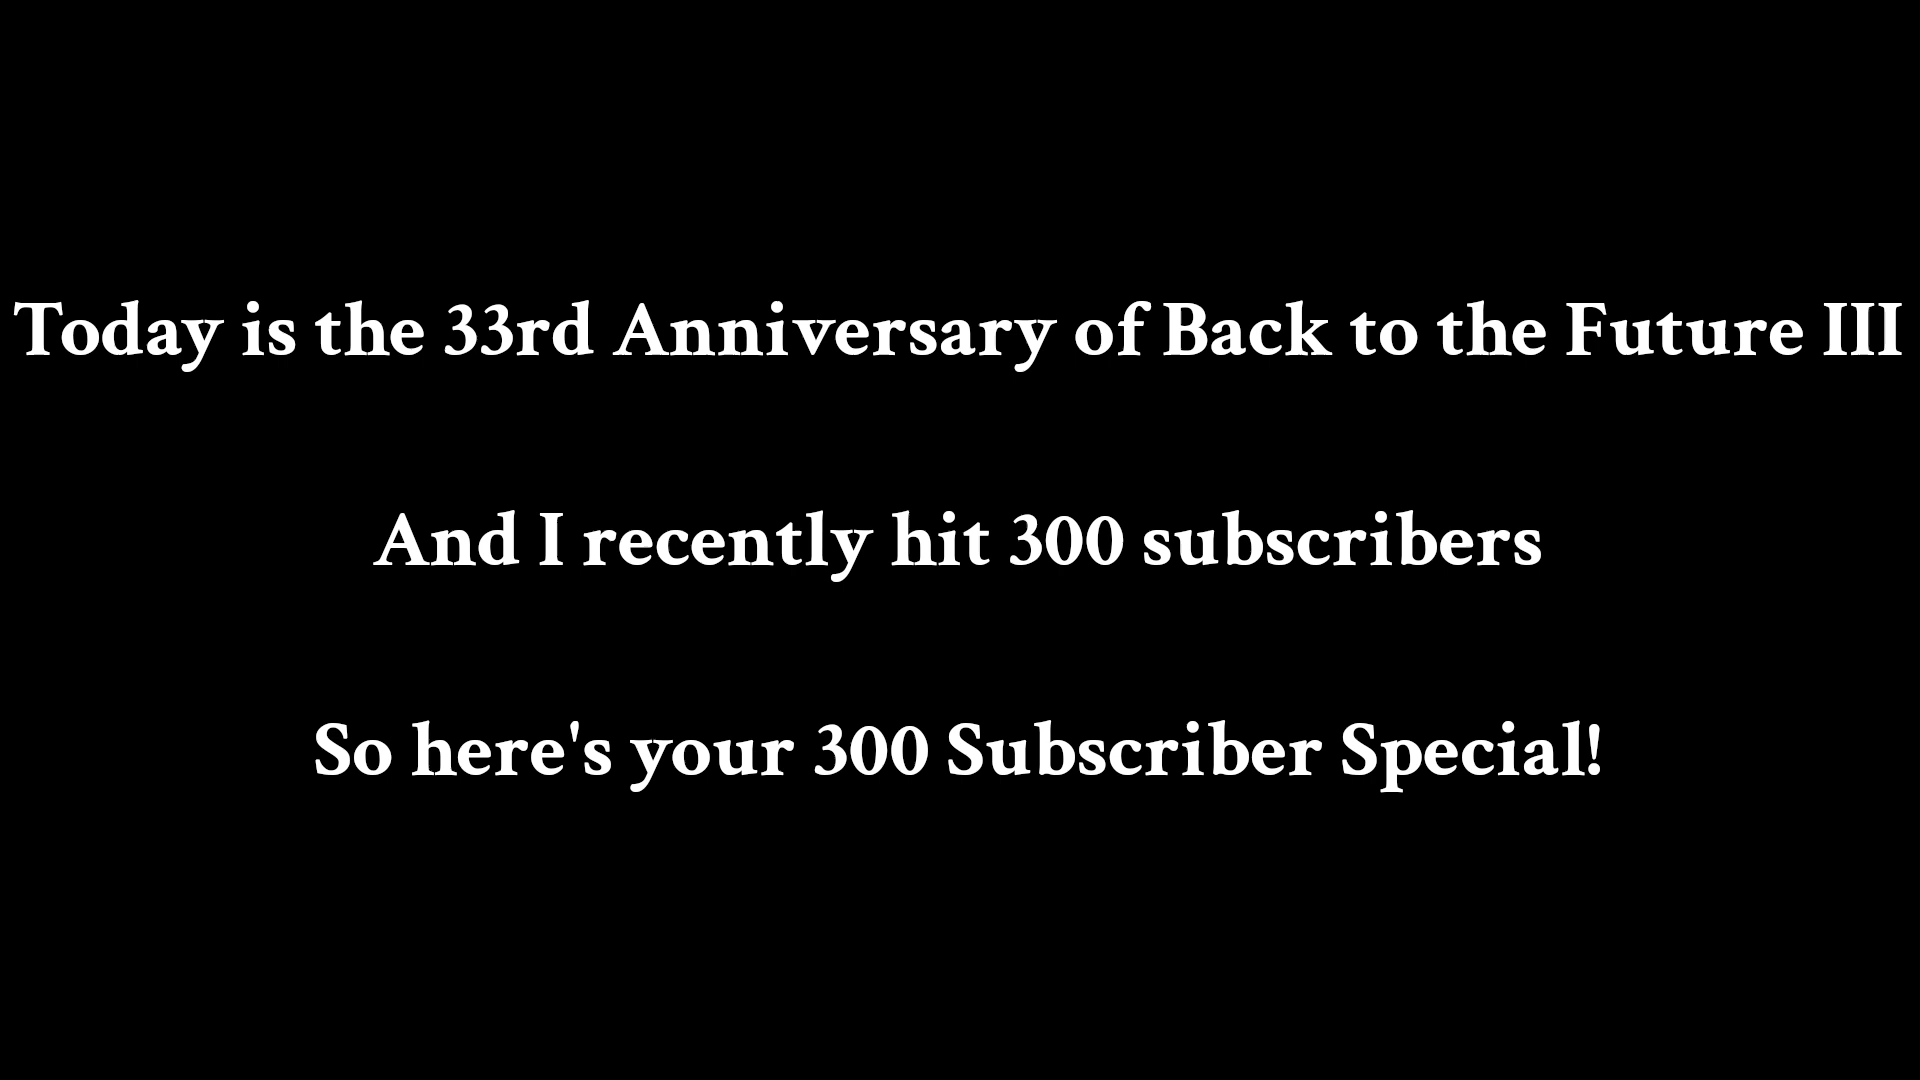 Today is the 33rd Anniversary of Back to the Future III
And I recently hit 300 subscribers
So here's your 300 Subscriber Special!